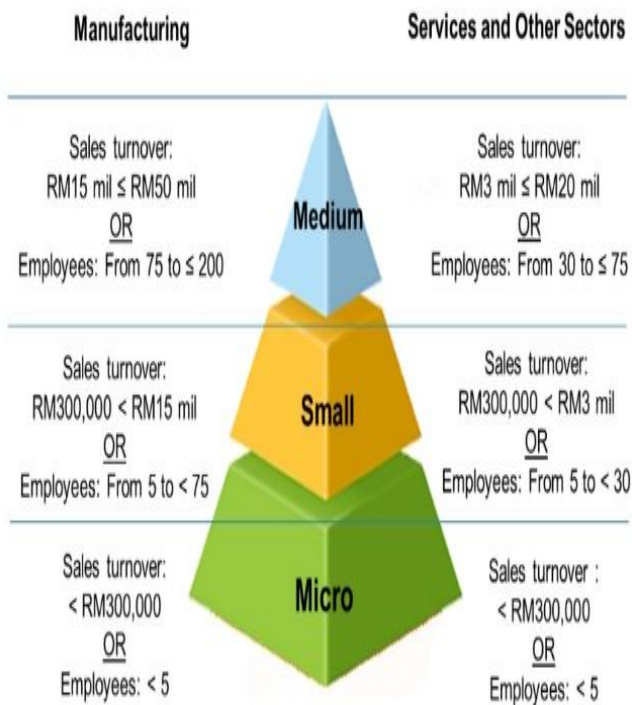 Manufacturing
Services and Other Sectors
Sales turnover:
RM15 mil ≤ RM50 mil
OR
Employees: From 75 to ≤ 200
Medium
Sales turnover:
RM3 mil ≤ RM20 mil
OR
Employees: From 30 to ≤ 75
Sales turnover:
RM300,000 < RM15 mil
OR
Employees: From 5 to < 75
Small
Sales turnover:
RM300,000 < RM3 mil
OR
Employees: From 5 to < 30
Sales turnover:
< RM300,000
OR
Employees: < 5
Micro
Sales turnover :
< RM300,000
OR
Employees: < 5